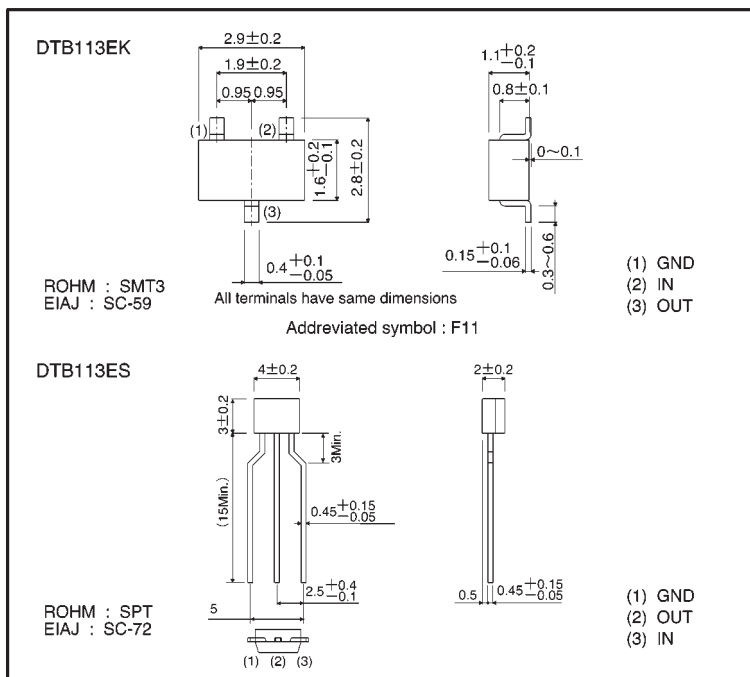 DTB113EK
2.9±0.2
1.9±0.2
0.95 0.95
(1) (2)
(3)
1.6+0.2−0.1
2.8±0.2
0.4+0.1−0.05
All terminals have same dimensions
1.1+0.2−0.1
0.8±0.1
0~0.1
0.15+0.1−0.06
0.3~0.6
ROHM : SMT3
EIAJ : SC-59
(1) GND
(2) IN
(3) OUT
Addreviated symbol : F11
DTB113ES
4±0.2
3±0.2
(15Min.)
3Min.
0.45+0.15−0.05
2.5+0.4−0.1
5
(1) (2) (3)
2±0.2
0.5
0.45+0.15−0.05
ROHM : SPT
EIAJ : SC-72
(1) GND
(2) OUT
(3) IN